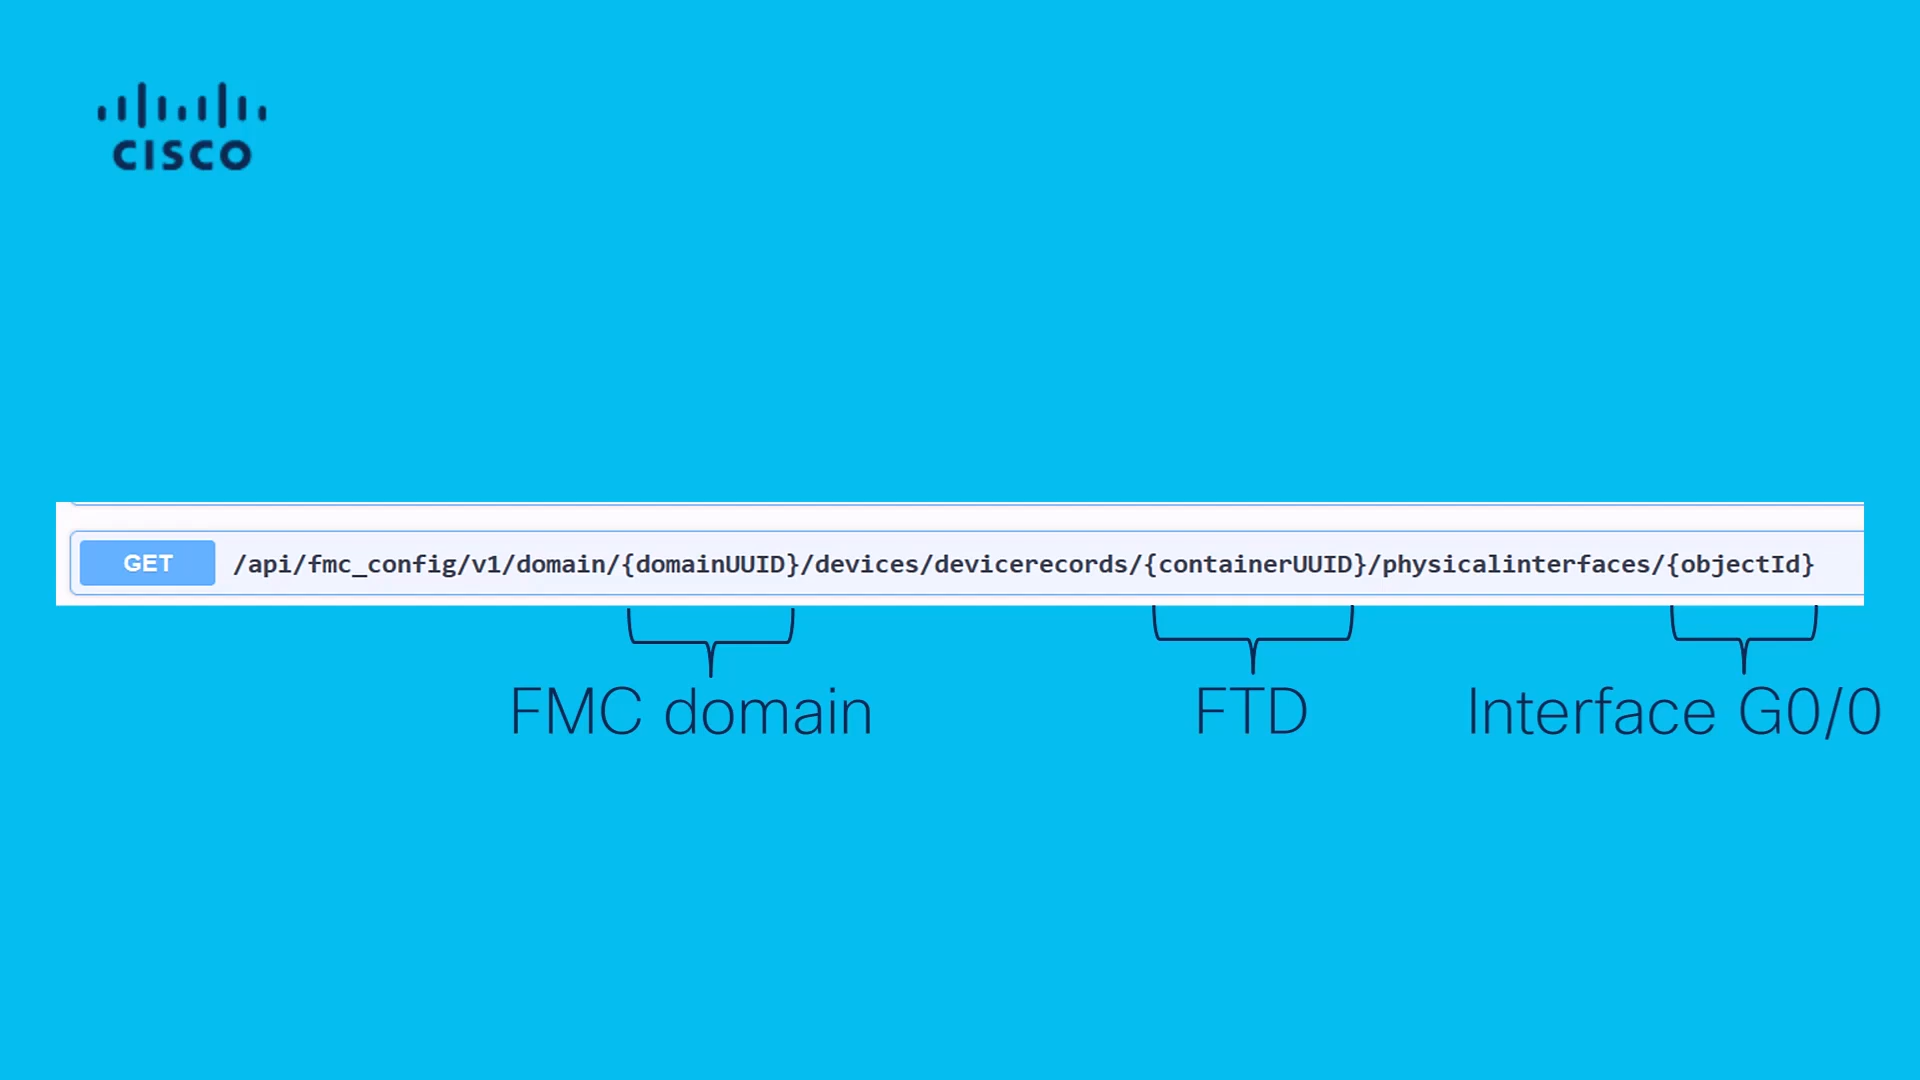 CISCO
GET /api/fmc_config/v1/domain/{domainUUID}/devices/devicerecords/{containerUUID}/physicalinterfaces/{objectId}
FMC domain FTD Interface G0/0